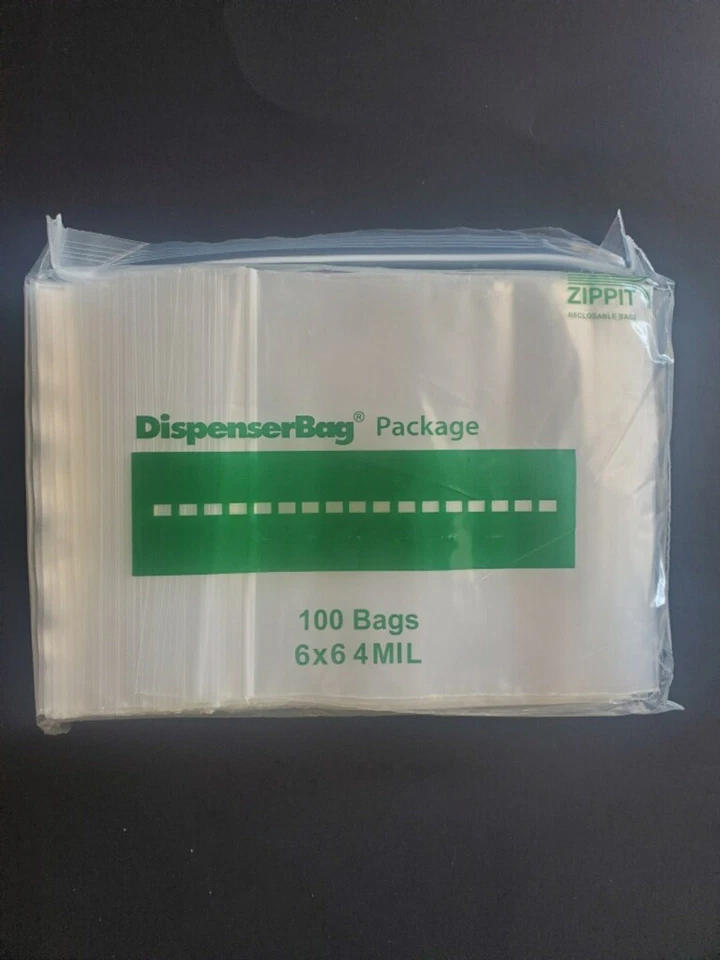 ZIPPIT
RECLOSABLE BAGS
DispenserBag® Package
100 Bags
6x6 4MIL